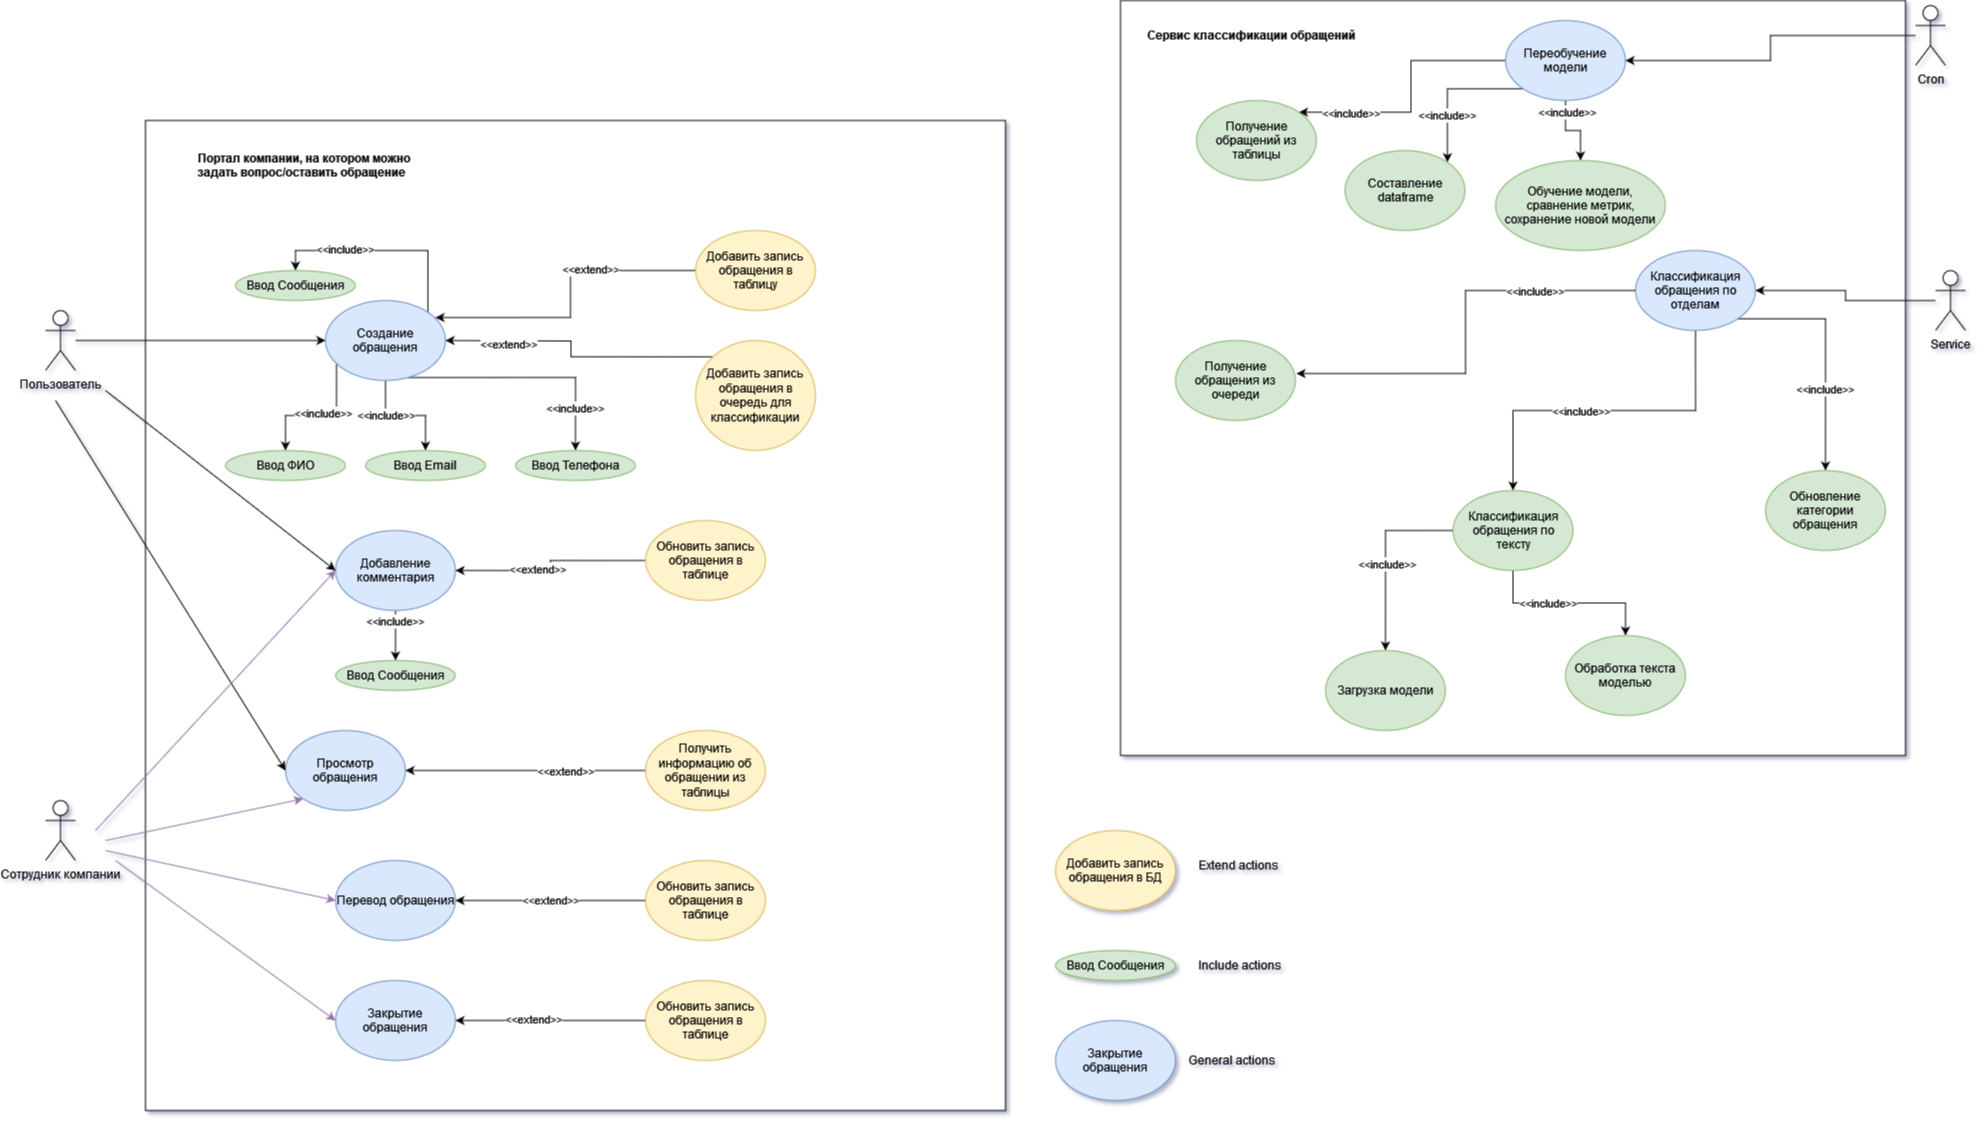 Портал компании, на котором можно
задать вопрос/оставить обращение
<<include>>
Ввод Сообщения
Создание
обращения
<<extend>>
Добавить запись
обращения в
таблицу
<<extend>>
Добавить запись
обращения в
очередь для
классификации
<<include>>
<<include>>
<<include>>
Ввод ФИО
Ввод Email
Ввод Телефона
Пользователь
Добавление
комментария
<<extend>>
Обновить запись
обращения в
таблице
<<include>>
Ввод Сообщения
Просмотр
обращения
<<extend>>
Получить
информацию об
обращении из
таблицы
Сотрудник компании
Перевод обращения
<<extend>>
Обновить запись
обращения в
таблице
Закрытие
обращения
<<extend>>
Обновить запись
обращения в
таблице
Сервис классификации обращений
Переобучение
модели
Cron
<<include>>
<<include>>
<<include>>
Получение
обращений из
таблицы
Составление
dataframe
Обучение модели,
сравнение метрик,
сохранение новой модели
Классификация
обращения по
отделам
Service
<<include>>
Получение
обращения из
очереди
<<include>>
<<include>>
Классификация
обращения по
тексту
Обновление
категории
обращения
<<include>>
<<include>>
Загрузка модели
Обработка текста
моделью
Добавить запись
обращения в БД
Extend actions
Ввод Сообщения
Include actions
Закрытие
обращения
General actions